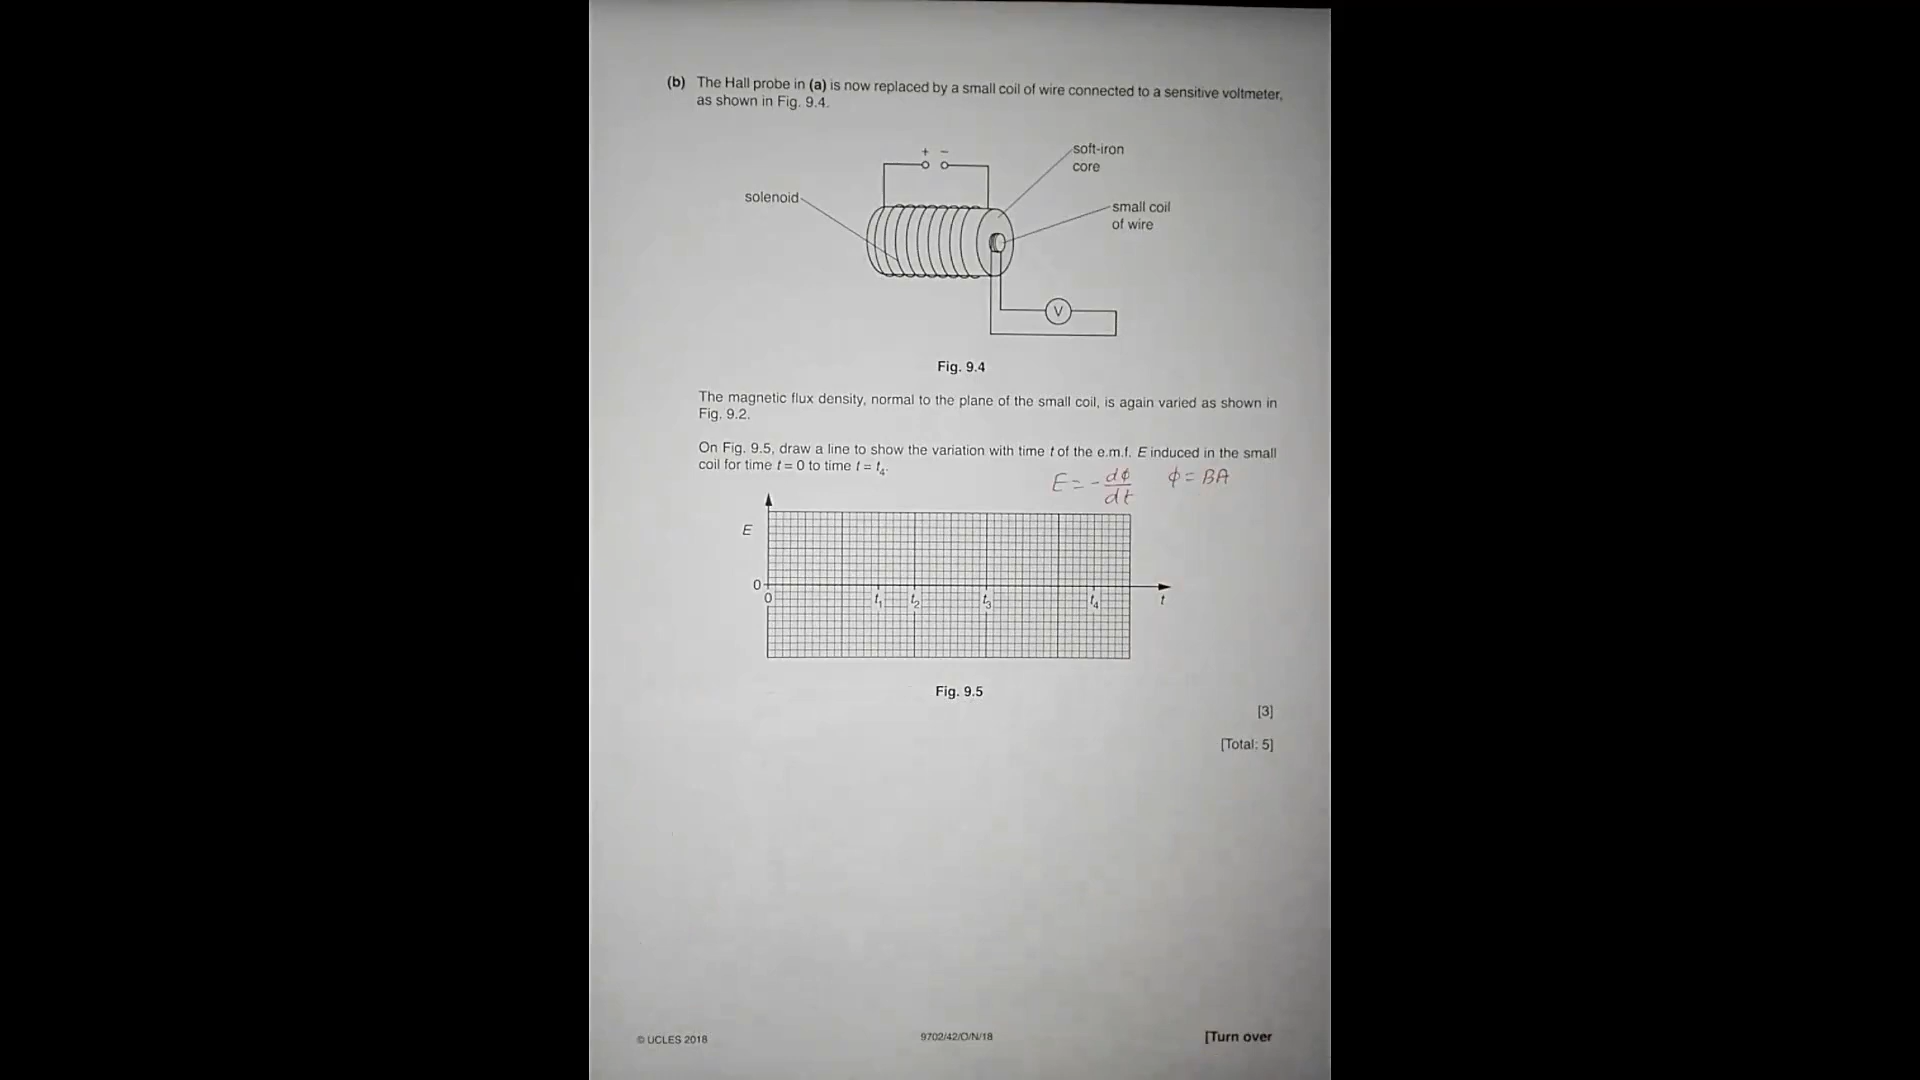 (b) The Hall probe in (a) is now replaced by a small coil of wire connected to a sensitive voltmeter,
as shown in Fig. 9.4.
+ −
soft-iron
core
solenoid
small coil
of wire
V
Fig. 9.4
The magnetic flux density, normal to the plane of the small coil, is again varied as shown in
Fig. 9.2.
On Fig. 9.5, draw a line to show the variation with time t of the e.m.f. E induced in the small
coil for time t = 0 to time t = t₄.
E = - dϕ/dt ϕ = BA
E
0
0 t₁ t₂ t₃ t₄ t
Fig. 9.5
[3]
[Total: 5]
© UCLES 2018 9702/42/O/N/18 [Turn over